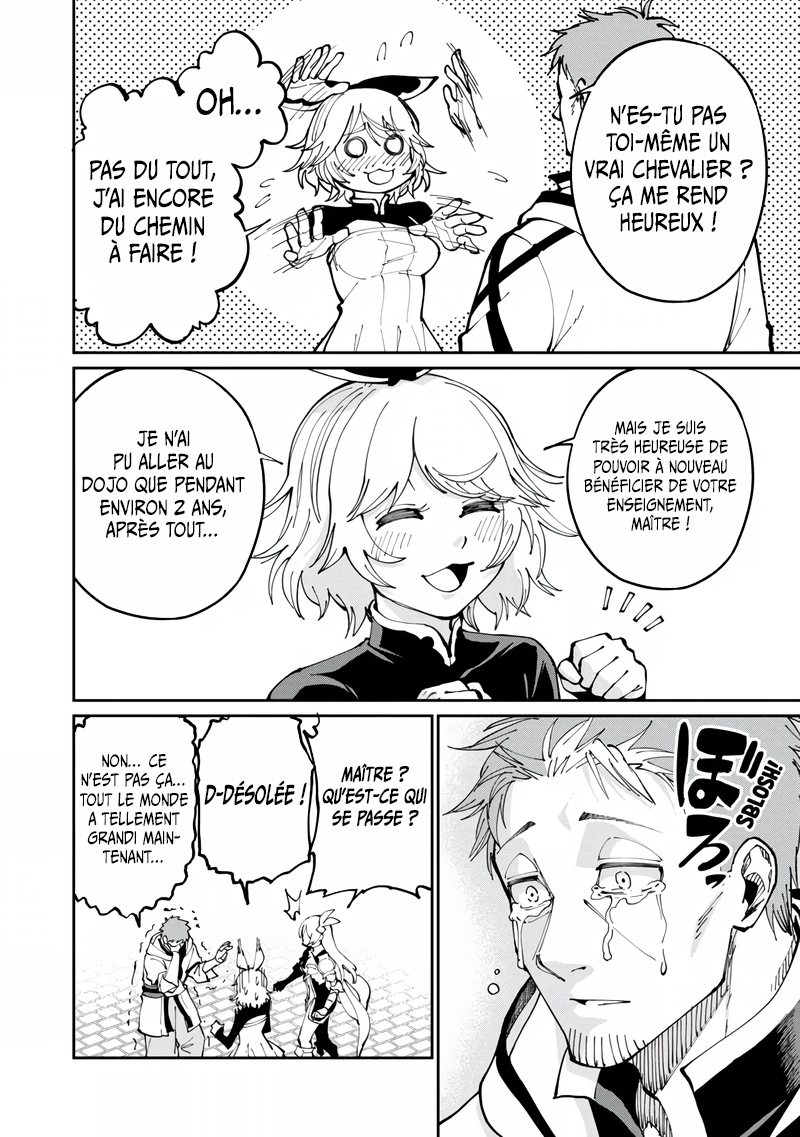 N'ES-TU PAS
TOI-MÊME UN
VRAI CHEVALIER ?
ÇA ME REND
HEUREUX !
OH...
PAS DU TOUT,
J'AI ENCORE
DU CHEMIN
À FAIRE !
MAIS JE SUIS
TRÈS HEUREUSE DE
POUVOIR À NOUVEAU
BÉNÉFICIER DE VOTRE
ENSEIGNEMENT,
MAÎTRE !
JE N'AI
PU ALLER AU
DOJO QUE PENDANT
ENVIRON 2 ANS,
APRÈS TOUT...
ぼろ
SBLOSH!
MAÎTRE ?
QU'EST-CE QUI
SE PASSE ?
D-DÉSOLÉE !
NON... CE
N'EST PAS ÇA...
TOUT LE MONDE
A TELLEMENT
GRANDI MAIN-
TENANT...